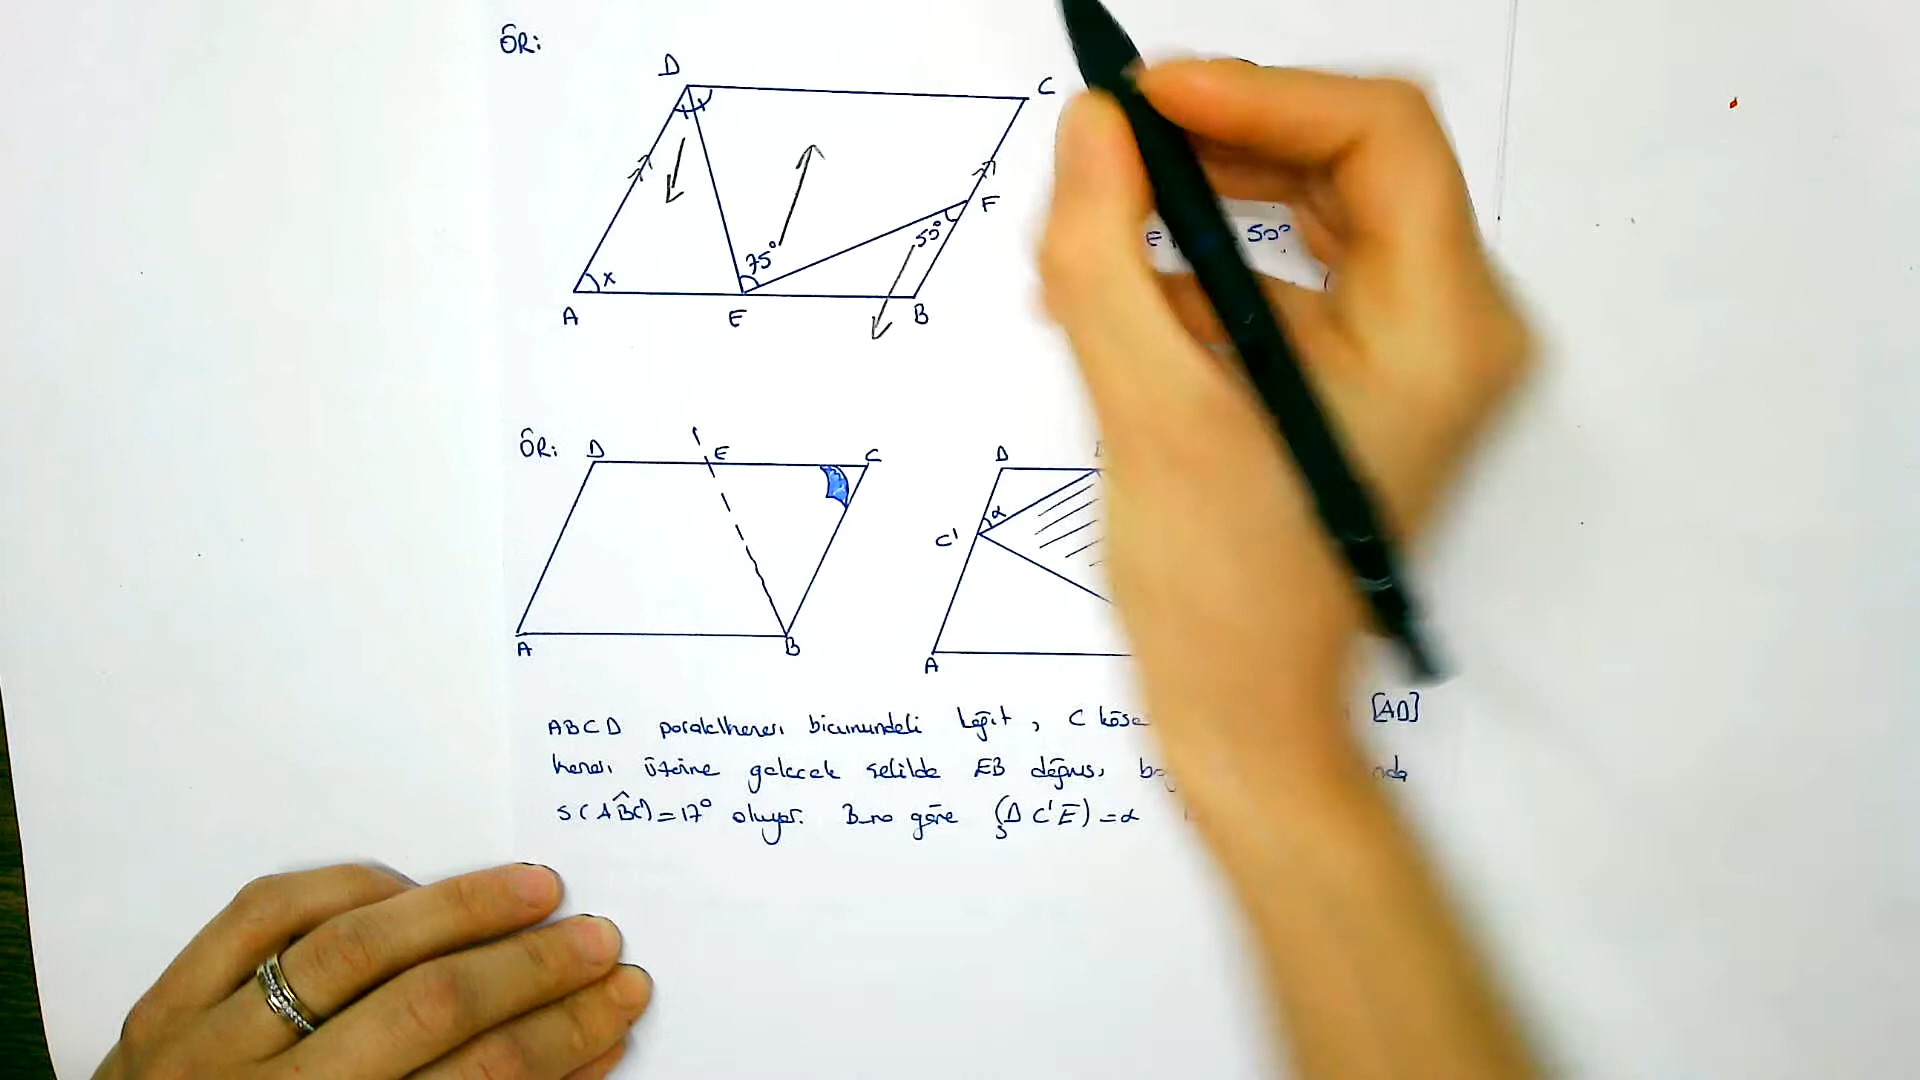 ÖR:
D
C
F
50°
75°
x
A
E
B
E
50°
ÖR:
D
E
C
A
B
D
α
C'
A
ABCD paralelkenarı biçimindeki kâğıt, C köşe [AD]
kenarı üzerine gelecek şekilde EB doğrusu
S(ABC')=17° oluyor. Buna göre S(DC'E)=α